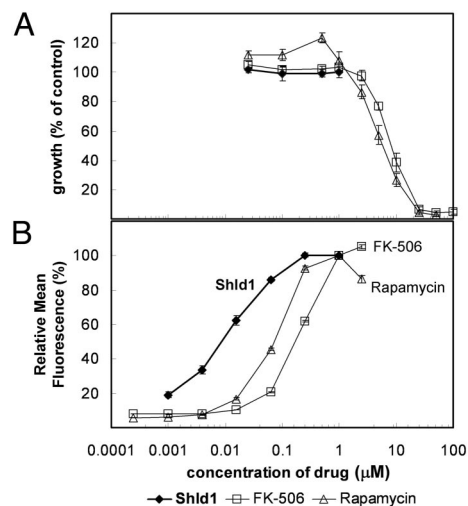 A
growth (% of control)
120
100
80
60
40
20
B
Relative Mean
Fluorescence (%)
100
80
60
40
20
Shld1
FK-506
Rapamycin
0.0001 0.001 0.01 0.1 1 10 100
concentration of drug (μM)
Shld1 FK-506 Rapamycin